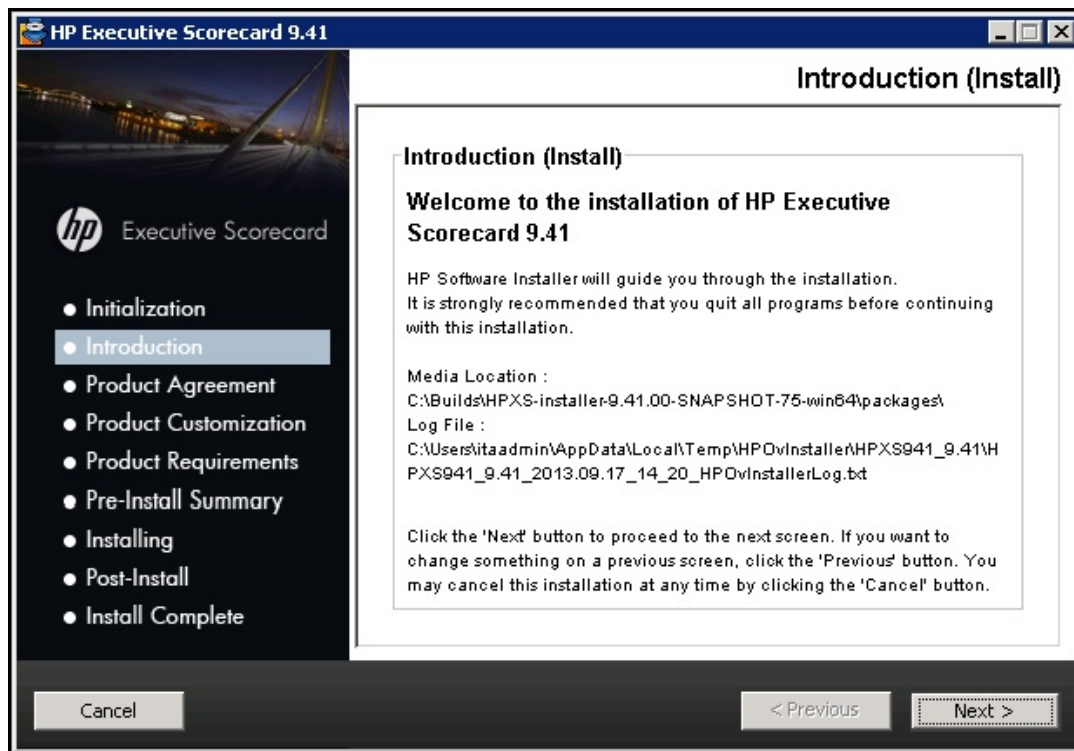 HP Executive Scorecard 9.41
Introduction (Install)
hp
Executive Scorecard
Initialization
Introduction
Product Agreement
Product Customization
Product Requirements
Pre-Install Summary
Installing
Post-Install
Install Complete
Introduction (Install)
Welcome to the installation of HP Executive
Scorecard 9.41
HP Software Installer will guide you through the installation.
It is strongly recommended that you quit all programs before continuing
with this installation.
Media Location :
C:\Builds\HPXS-installer-9.41.00-SNAPSHOT-75-win64\packages\
Log File :
C:\Users\itaadmin\AppData\Local\Temp\HPOvInstaller\HPXS941_9.41\H
PXS941_9.41_2013.09.17_14_20_HPOvInstallerLog.txt
Click the 'Next' button to proceed to the next screen. If you want to
change something on a previous screen, click the 'Previous' button. You
may cancel this installation at any time by clicking the 'Cancel' button.
Cancel
< Previous
Next >